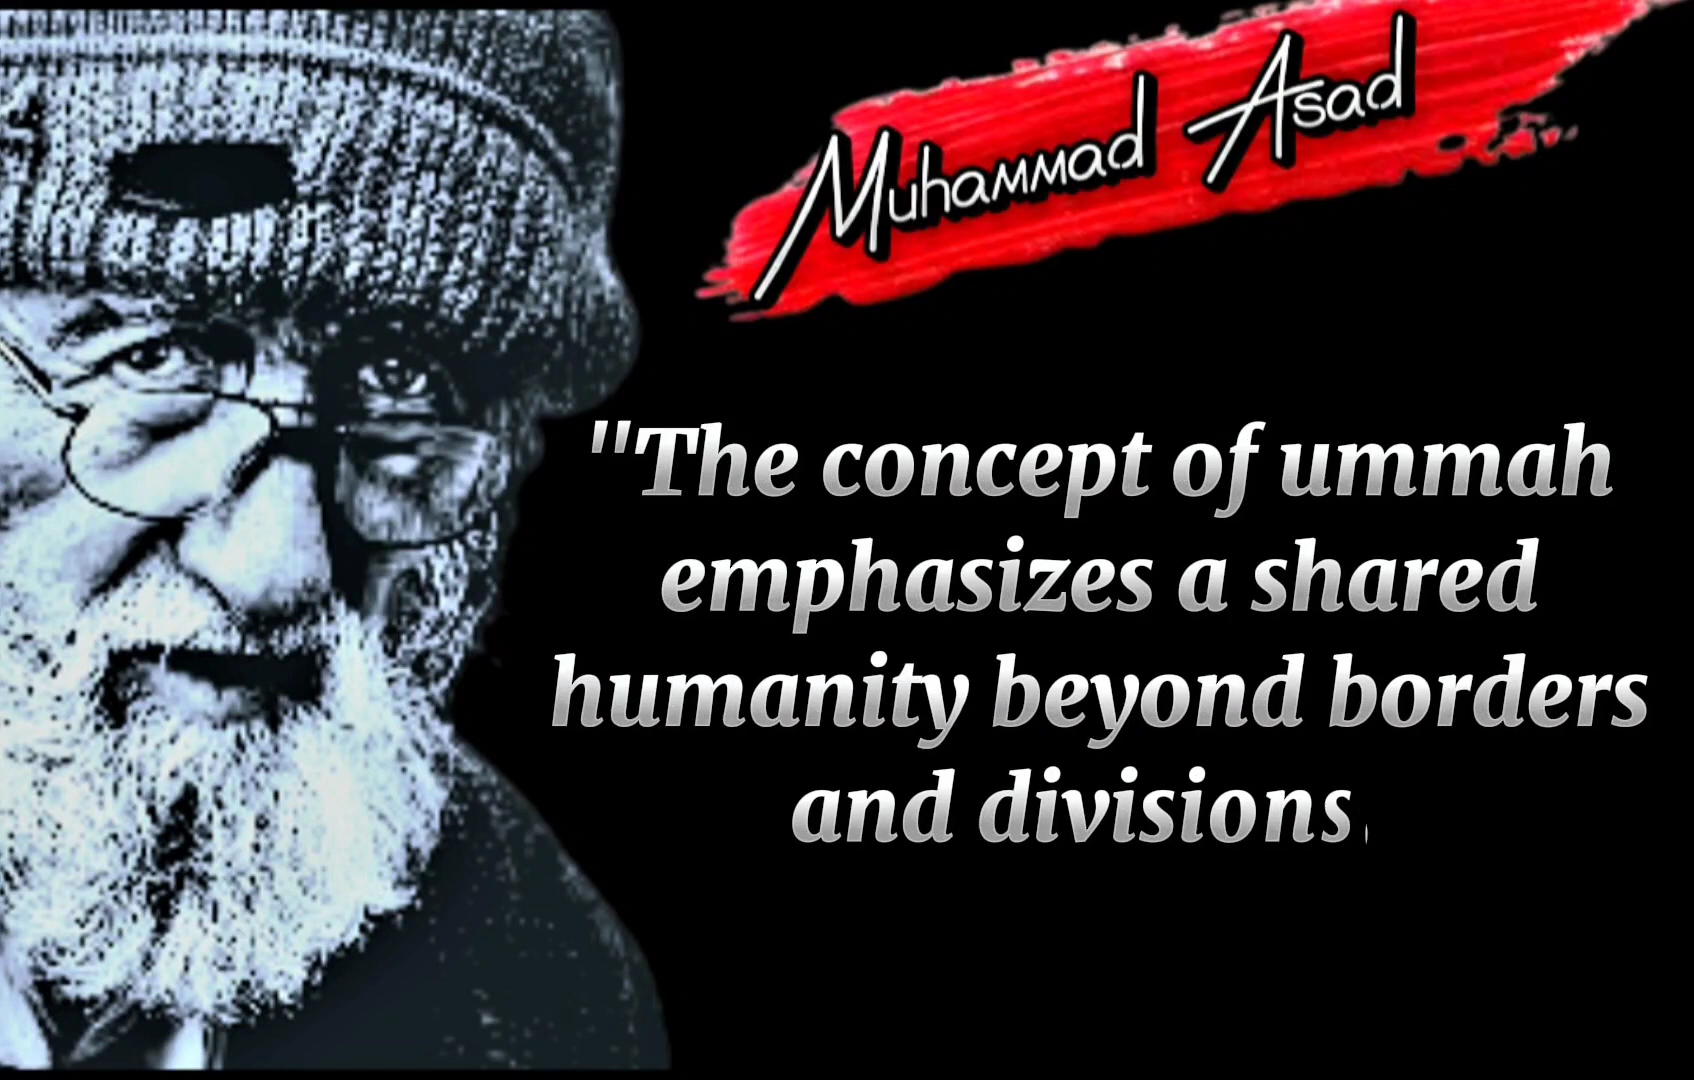 Muhammad Asad
"The concept of ummah
emphasizes a shared
humanity beyond borders
and divisions